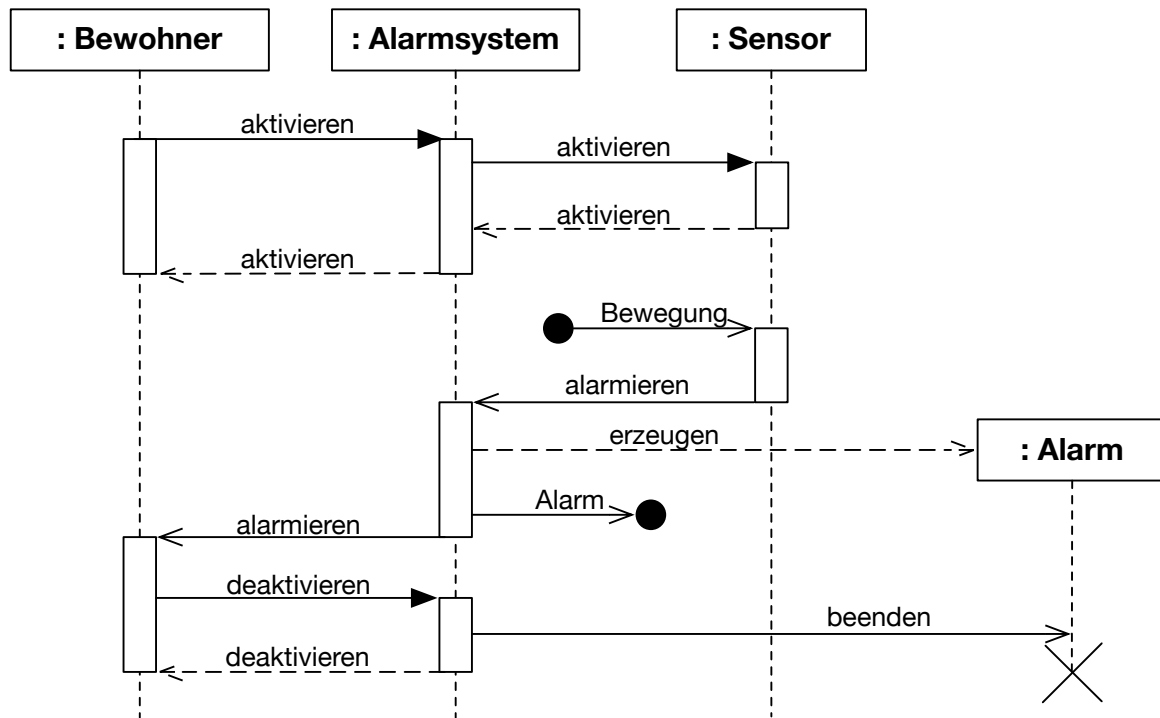 : Bewohner
: Alarmsystem
: Sensor
aktivieren
aktivieren
aktivieren
aktivieren
Bewegung
alarmieren
erzeugen
: Alarm
Alarm
alarmieren
deaktivieren
beenden
deaktivieren